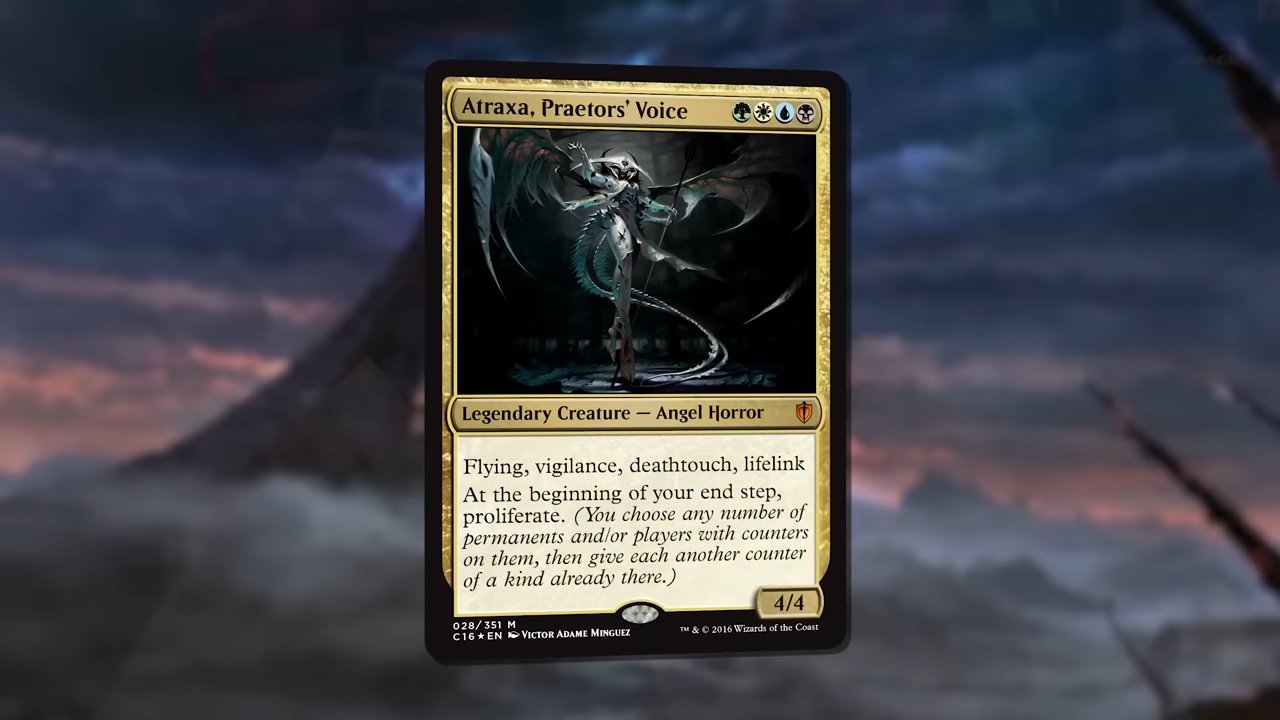 Atraxa, Praetors' Voice
Legendary Creature — Angel Horror
Flying, vigilance, deathtouch, lifelink
At the beginning of your end step,
proliferate. (You choose any number of
permanents and/or players with counters
on them, then give each another counter
of a kind already there.)
4/4
028/351 M
C16★EN Victor Adame Minguez
™ & © 2016 Wizards of the Coast